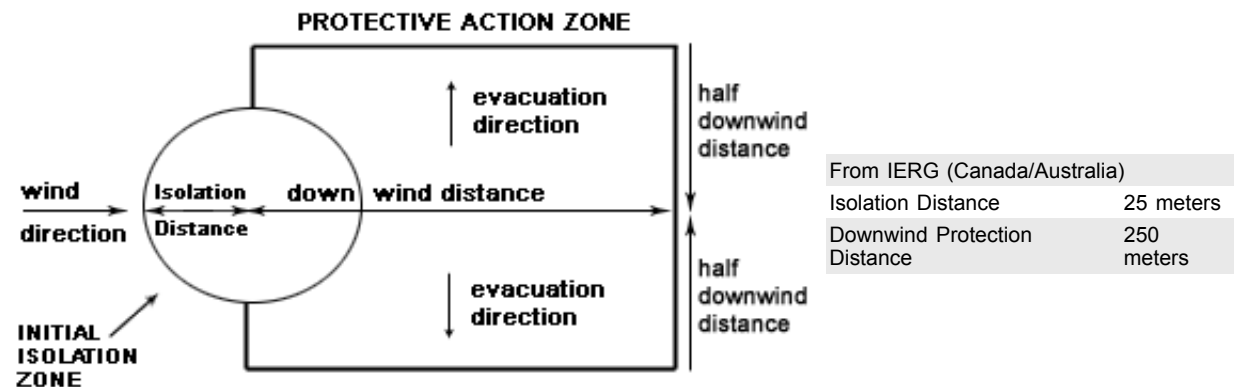 PROTECTIVE ACTION ZONE
evacuation
direction
half
downwind
distance
wind
direction
Isolation
Distance
down wind distance
evacuation
direction
half
downwind
distance
INITIAL
ISOLATION
ZONE
From IERG (Canada/Australia)
Isolation Distance 25 meters
Downwind Protection 250
Distance meters